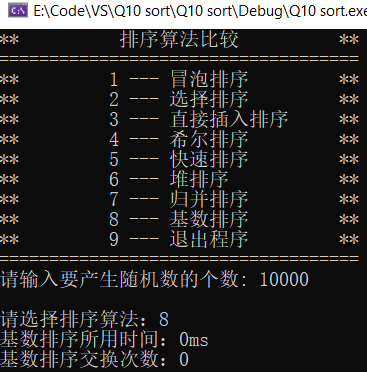 E:\Code\VS\Q10 sort\Q10 sort\Debug\Q10 sort.exe
** 排序算法比较 **
====================================
** 1 --- 冒泡排序 **
** 2 --- 选择排序 **
** 3 --- 直接插入排序 **
** 4 --- 希尔排序 **
** 5 --- 快速排序 **
** 6 --- 堆排序 **
** 7 --- 归并排序 **
** 8 --- 基数排序 **
** 9 --- 退出程序 **
====================================
请输入要产生随机数的个数: 10000
请选择排序算法: 8
基数排序所用时间: 0ms
基数排序交换次数: 0